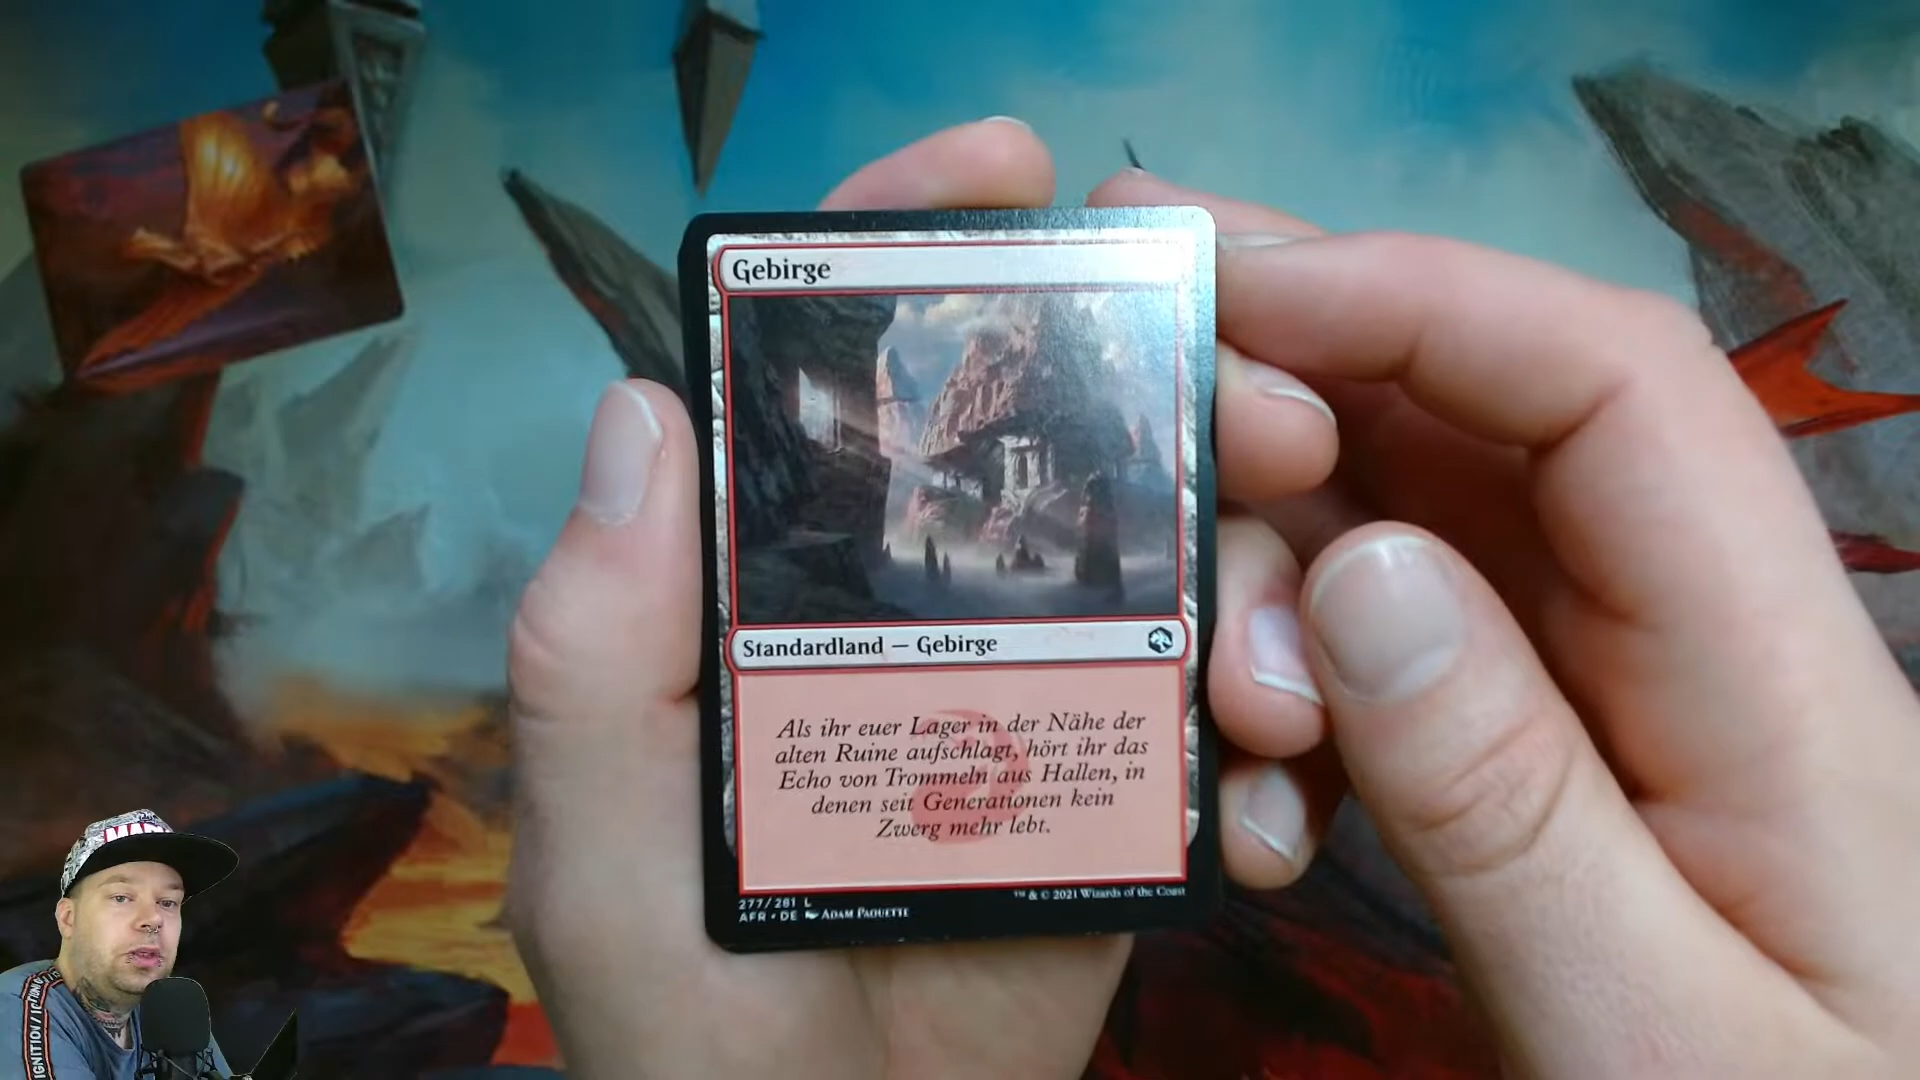 Gebirge
Standardland — Gebirge
Als ihr euer Lager in der Nähe der
alten Ruine aufschlagt, hört ihr das
Echo von Trommeln aus Hallen, in
denen seit Generationen kein
Zwerg mehr lebt.
277/281 L
AFR • DE ADAM PAQUETTE
™ & © 2021 Wizards of the Coast
MAR
IGNITION /